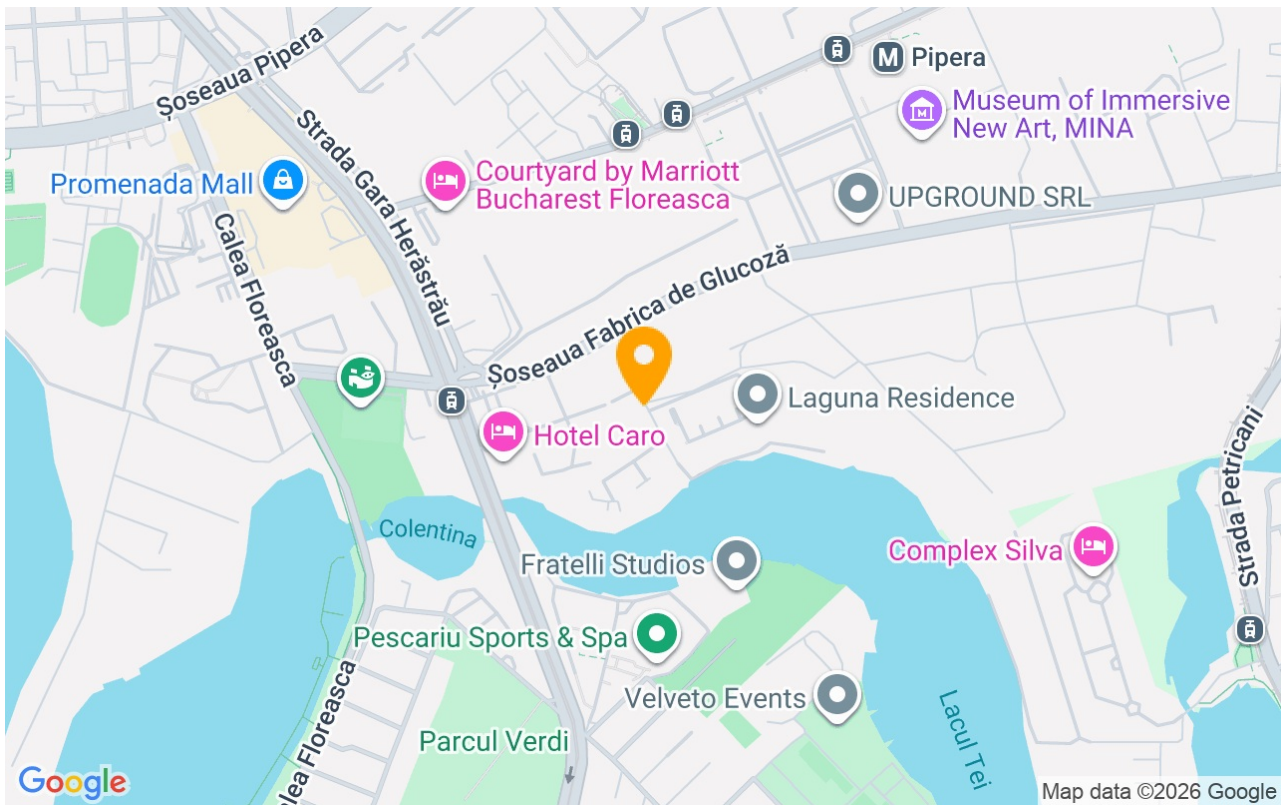 Șoseaua Pipera
M Pipera
Museum of Immersive
New Art, MINA
Strada Gara Herăstrău
Promenada Mall
Courtyard by Marriott
Bucharest Floreasca
UPGROUND SRL
Calea Floreasca
Șoseaua Fabrica de Glucoză
Laguna Residence
Hotel Caro
Strada Petricani
Colentina
Fratelli Studios
Complex Silva
Pescariu Sports & Spa
Velveto Events
Lacul Tei
Parcul Verdi
alea Floreasca
Google
Map data ©2026 Google